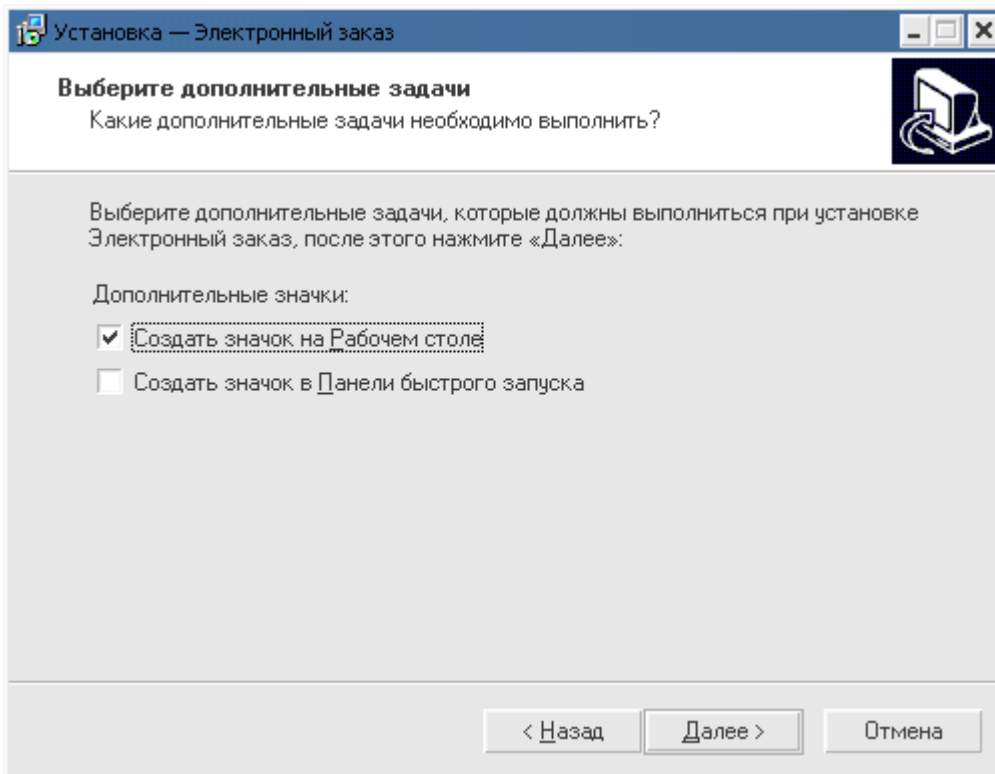 Установка — Электронный заказ
Выберите дополнительные задачи
Какие дополнительные задачи необходимо выполнить?
Выберите дополнительные задачи, которые должны выполниться при установке
Электронный заказ, после этого нажмите «Далее»:
Дополнительные значки:
Создать значок на Рабочем столе
Создать значок в Панели быстрого запуска
< Назад
Далее >
Отмена